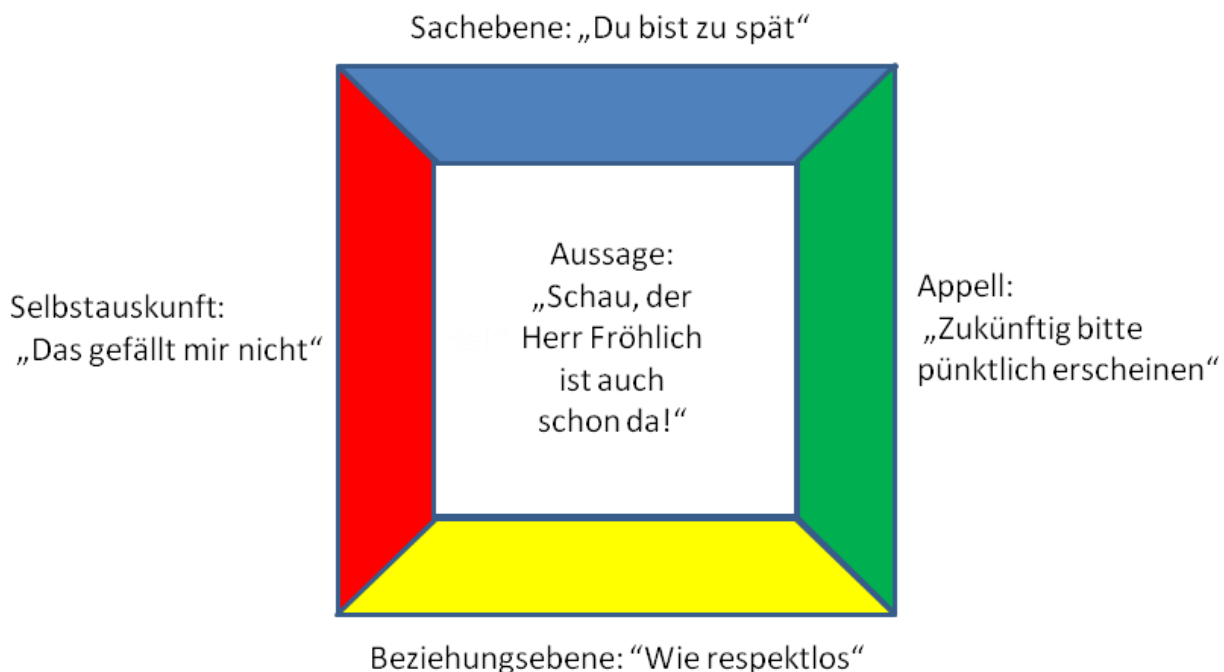 Sachebene: „Du bist zu spät“
Selbstauskunft:
„Das gefällt mir nicht“
Aussage:
„Schau, der
Herr Fröhlich
ist auch
schon da!“
Appell:
„Zukünftig bitte
pünktlich erscheinen“
Beziehungsebene: “Wie respektlos“